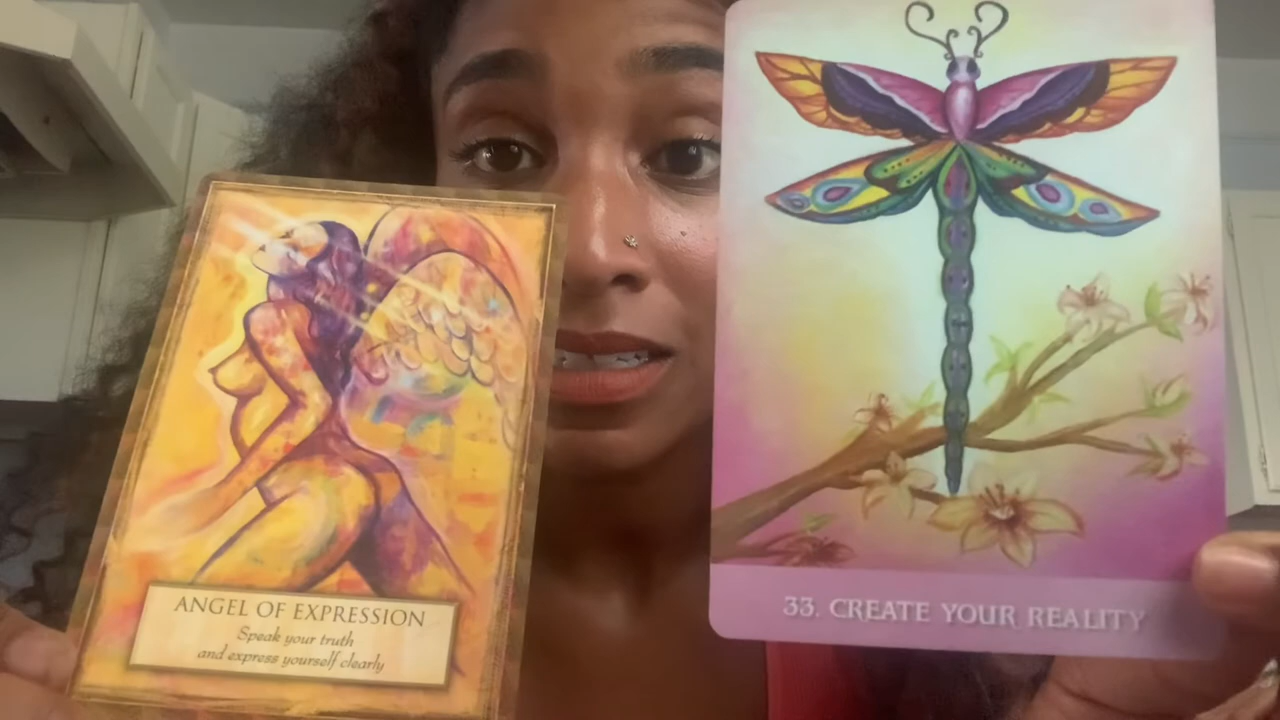 ANGEL OF EXPRESSION
Speak your truth
and express yourself clearly
33. CREATE YOUR REALITY